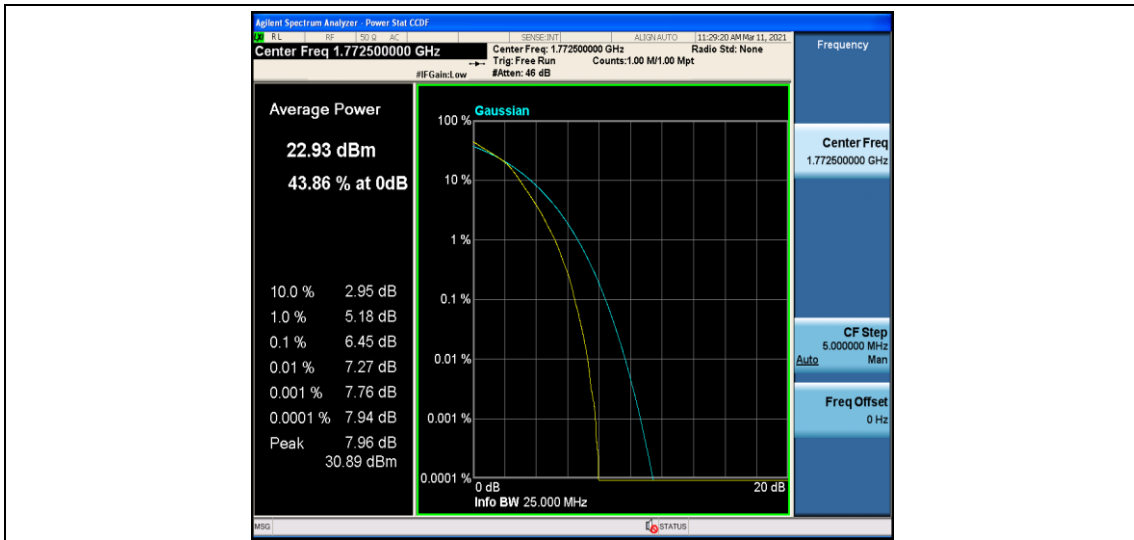 Agilent Spectrum Analyzer - Power Stat CCDF
LXI RL RF 50 Ω AC SENSE:INT ALIGN AUTO 11:29:20 AM Mar 11, 2021
Center Freq 1.772500000 GHz
Center Freq: 1.772500000 GHz Radio Std: None
Trig: Free Run Counts:1.00 M/1.00 Mpt
#IFGain:Low #Atten: 46 dB
Frequency
Average Power
22.93 dBm
43.86 % at 0dB
10.0 % 2.95 dB
1.0 % 5.18 dB
0.1 % 6.45 dB
0.01 % 7.27 dB
0.001 % 7.76 dB
0.0001 % 7.94 dB
Peak 7.96 dB
30.89 dBm
Gaussian
100 %
10 %
1 %
0.1 %
0.01 %
0.001 %
0.0001 %
0 dB 20 dB
Info BW 25.000 MHz
Center Freq
1.772500000 GHz
CF Step
5.000000 MHz
Auto Man
Freq Offset
0 Hz
MSG STATUS